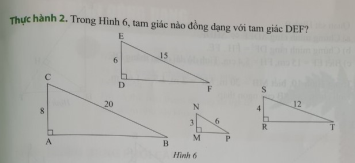 Thực hành 2. Trong Hình 6, tam giác nào đồng dạng với tam giác DEF?
E
6
15
D
F
C
8
20
A
B
N
3
6
M
P
S
4
12
R
T
Hình 6